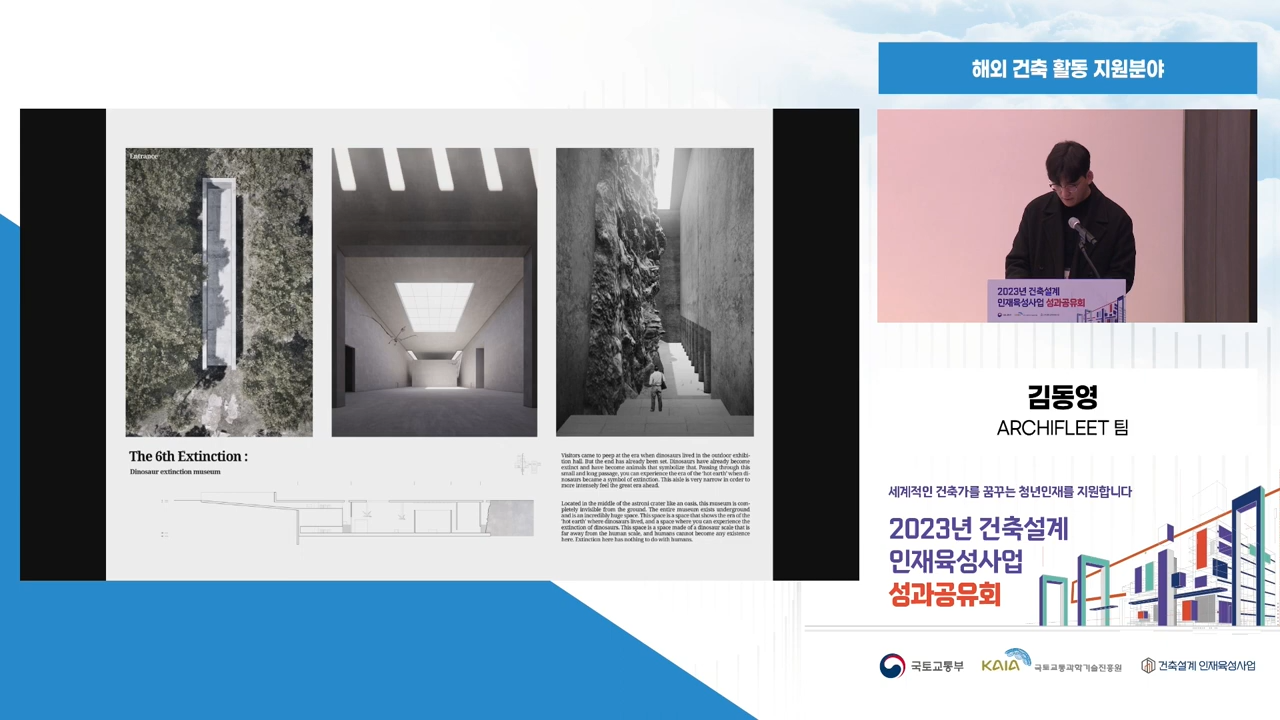 해외 건축 활동 지원분야
Entrance
The 6th Extinction :
Dinosaur extinction museum
Visitors came to peep at the era when dinosaurs lived in the outdoor exhibi-
tion hall. But the end has already been set. Dinosaurs have already become
extinct and have become animals that symbolize that. Passing through this
small and long passage, you can experience the era of the 'hot earth' when di-
nosaurs became a symbol of extinction. This aisle is very narrow in order to
more intensely feel the great era ahead.
Located in the middle of the astroid crater like an oasis, this museum is com-
pletely invisible from the ground. The entire museum exists underground
and is an incredibly huge space. This space is a space that shows the era of the
'hot earth' where dinosaurs lived, and a space where you can experience the
extinction of dinosaurs. This space is a space made of a dinosaur scale that is
far away from the human scale, and humans cannot become any existence
here. Extinction here has nothing to do with humans.
2023년 건축설계
인재육성사업 성과공유회
김동영
ARCHIFLEET 팀
세계적인 건축가를 꿈꾸는 청년인재를 지원합니다
2023년 건축설계
인재육성사업
성과공유회
국토교통부
KAIA 국토교통과학기술진흥원
건축설계 인재육성사업